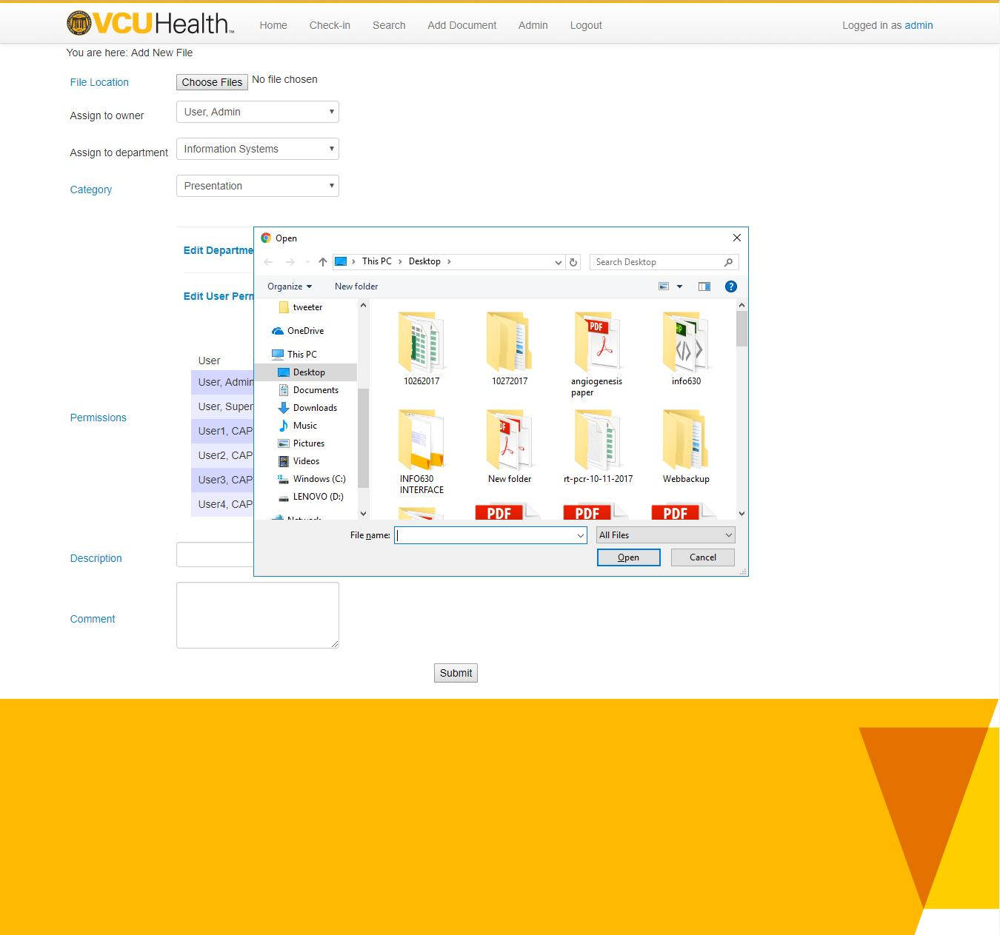 VCUHealth™ Home Check-in Search Add Document Admin Logout Logged in as admin
You are here: Add New File
File Location Choose Files No file chosen
Assign to owner User, Admin
Assign to department Information Systems
Category Presentation
Edit Departme
Edit User Perm
User
User, Admin
User, Super
User1, CAP
User2, CAP
User3, CAP
User4, CAP
Permissions
Description
Comment
Submit
Open
This PC Desktop Search Desktop
Organize New folder
tweeter
OneDrive
This PC
Desktop
Documents
Downloads
Music
Pictures
Videos
Windows (C:)
LENOVO (D:)
Network
10262017
10272017
PDF
angiogenesis
paper
HP
info630
INFO630
INTERFACE
DF
New folder
rt-pcr-10-11-2017
Webbackup
PDF PDF PDF
File name: All Files
Open Cancel